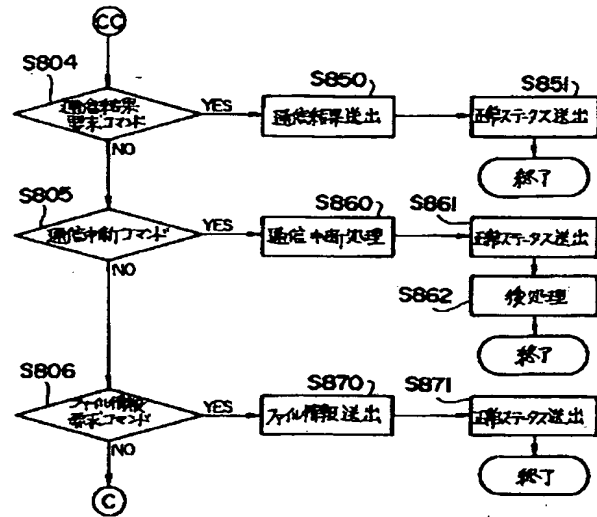 CC
S804
通信結果
要求コマンド
YES
S850
通信結果送出
S851
正常ステータス送出
終了
NO
S805
通信中断コマンド
YES
S860
通信中断処理
S861
正常ステータス送出
S862
後処理
終了
NO
S806
ファイル情報
要求コマンド
YES
S870
ファイル情報送出
S871
正常ステータス送出
終了
NO
C